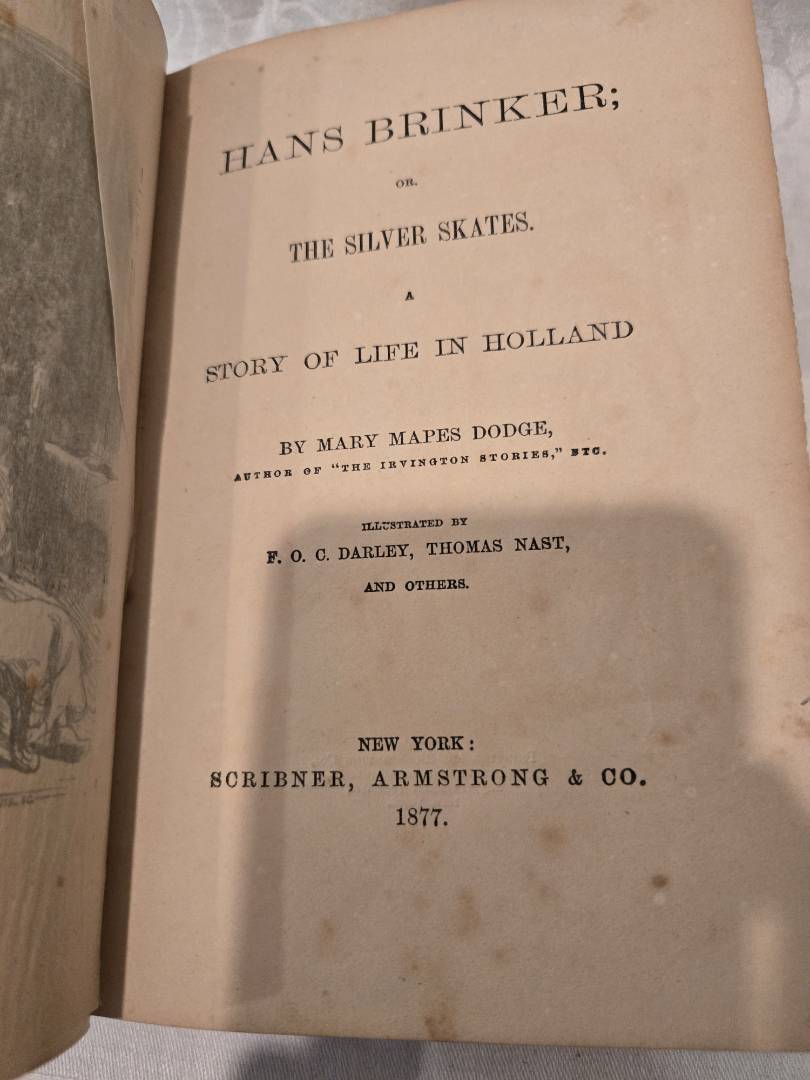 HANS BRINKER;
OR,
THE SILVER SKATES.
A
STORY OF LIFE IN HOLLAND
BY MARY MAPES DODGE,
AUTHOR OF "THE IRVINGTON STORIES," ETC.
ILLUSTRATED BY
F. O. C. DARLEY, THOMAS NAST,
AND OTHERS.
NEW YORK:
SCRIBNER, ARMSTRONG & CO.
1877.